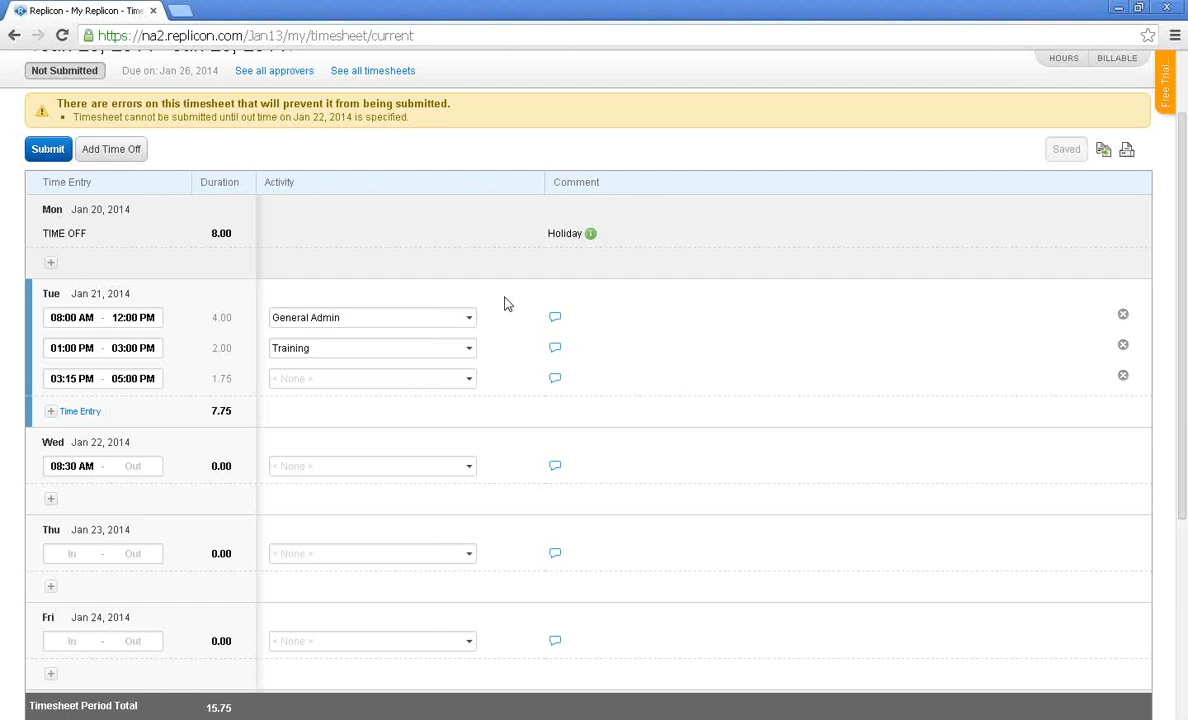 Replicon - My Replicon - Time
https://na2.replicon.com/Jan13/my/timesheet/current
Not Submitted
Due on: Jan 26, 2014
See all approvers
See all timesheets
HOURS
BILLABLE
Free Trial...
There are errors on this timesheet that will prevent it from being submitted.
Timesheet cannot be submitted until out time on Jan 22, 2014 is specified.
Submit
Add Time Off
Saved
Time Entry Duration Activity Comment
Mon Jan 20, 2014
TIME OFF 8.00 Holiday
Tue Jan 21, 2014
08:00 AM - 12:00 PM 4.00 General Admin
01:00 PM - 03:00 PM 2.00 Training
03:15 PM - 05:00 PM 1.75 < None >
+ Time Entry 7.75
Wed Jan 22, 2014
08:30 AM - Out 0.00 < None >
+
Thu Jan 23, 2014
In - Out 0.00 < None >
+
Fri Jan 24, 2014
In - Out 0.00 < None >
+
Timesheet Period Total 15.75